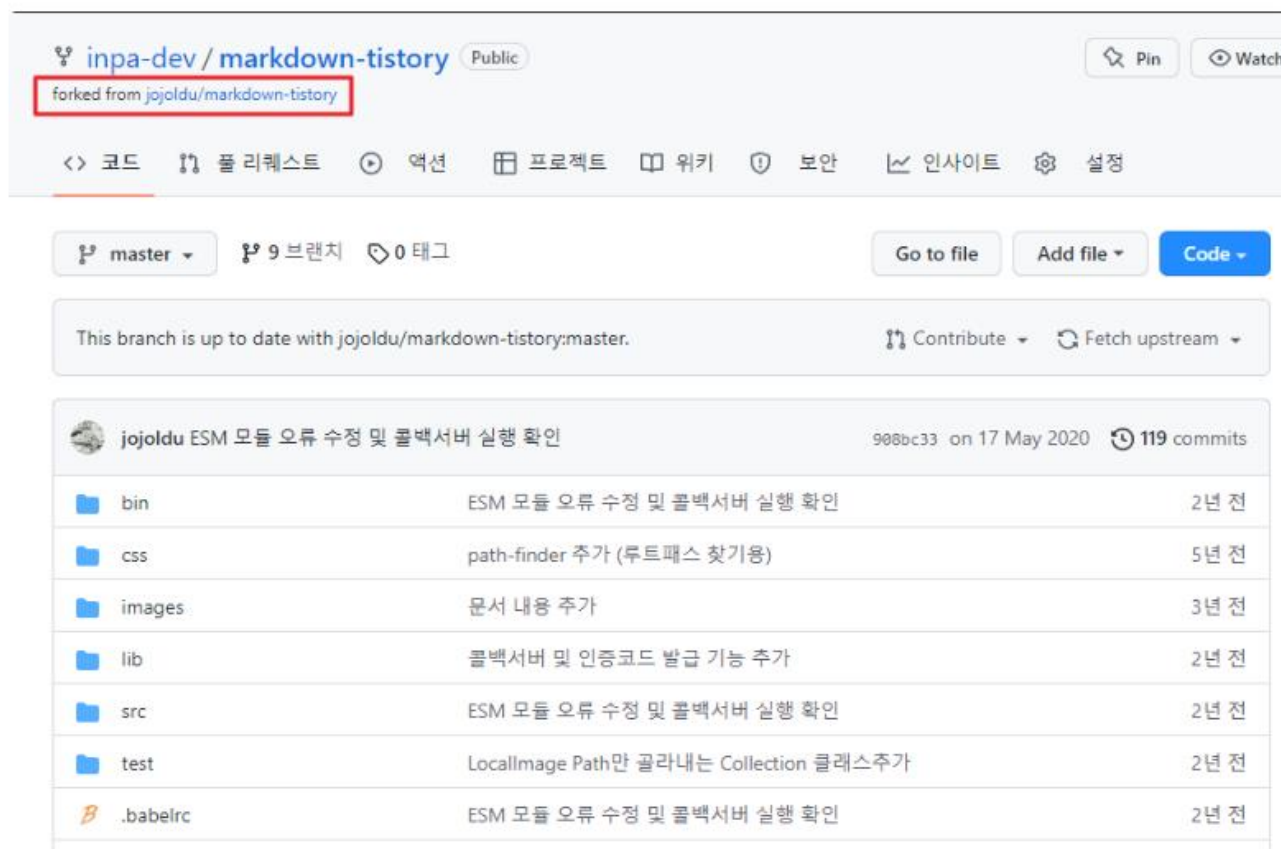 inpa-dev / markdown-tistory Public Pin Watch
forked from jojoldu/markdown-tistory
<> 코드 풀 리퀘스트 액션 프로젝트 위키 보안 인사이트 설정
master 9 브랜치 0 태그 Go to file Add file Code
This branch is up to date with jojoldu/markdown-tistory:master. Contribute Fetch upstream
jojoldu ESM 모듈 오류 수정 및 콜백서버 실행 확인 908bc33 on 17 May 2020 119 commits
bin ESM 모듈 오류 수정 및 콜백서버 실행 확인 2년 전
css path-finder 추가 (루트패스 찾기용) 5년 전
images 문서 내용 추가 3년 전
lib 콜백서버 및 인증코드 발급 기능 추가 2년 전
src ESM 모듈 오류 수정 및 콜백서버 실행 확인 2년 전
test LocalImage Path만 골라내는 Collection 클래스추가 2년 전
.babelrc ESM 모듈 오류 수정 및 콜백서버 실행 확인 2년 전